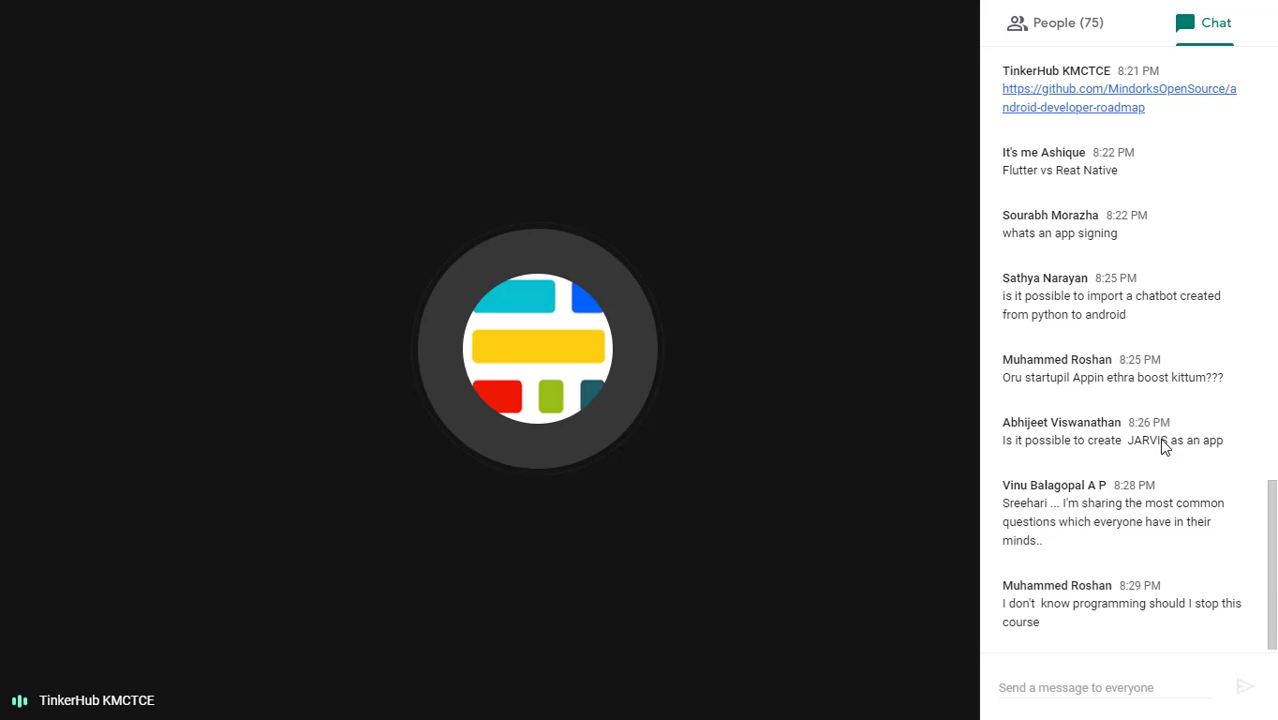 People (75)
Chat
TinkerHub KMCTCE 8:21 PM
https://github.com/MindorksOpenSource/a
ndroid-developer-roadmap
It's me Ashique 8:22 PM
Flutter vs Reat Native
Sourabh Morazha 8:22 PM
whats an app signing
Sathya Narayan 8:25 PM
is it possible to import a chatbot created
from python to android
Muhammed Roshan 8:25 PM
Oru startupil Appin ethra boost kittum???
Abhijeet Viswanathan 8:26 PM
Is it possible to create JARVIS as an app
Vinu Balagopal A P 8:28 PM
Sreehari ... I'm sharing the most common
questions which everyone have in their
minds..
Muhammed Roshan 8:29 PM
I don't know programming should I stop this
course
Send a message to everyone
TinkerHub KMCTCE